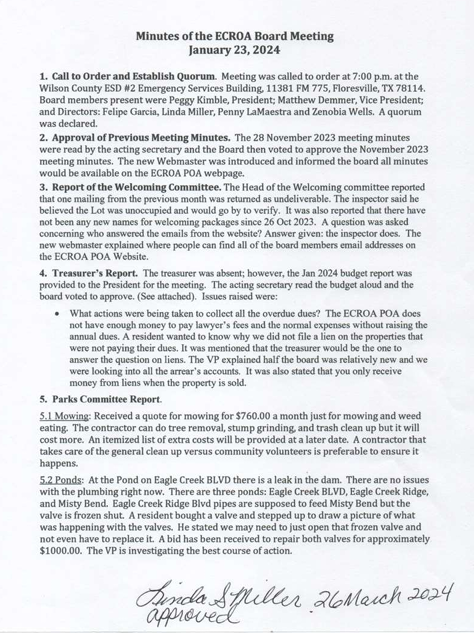 Minutes of the ECROA Board Meeting
January 23, 2024
1. Call to Order and Establish Quorum. Meeting was called to order at 7:00 p.m. at the
Wilson County ESD #2 Emergency Services Building, 11381 FM 775, Floresville, TX 78114.
Board members present were Peggy Kimble, President; Matthew Demmer, Vice President;
and Directors: Felipe Garcia, Linda Miller, Penny LaMaestra and Zenobia Wells. A quorum
was declared.
2. Approval of Previous Meeting Minutes. The 28 November 2023 meeting minutes
were read by the acting secretary and the Board then voted to approve the November 2023
meeting minutes. The new Webmaster was introduced and informed the board all minutes
would be available on the ECROA POA webpage.
3. Report of the Welcoming Committee. The Head of the Welcoming committee reported
that one mailing from the previous month was returned as undeliverable. The inspector said he
believed the Lot was unoccupied and would go by to verify. It was also reported that there have
not been any new names for welcoming packages since 26 Oct 2023. A question was asked
concerning who answered the emails from the website? Answer given: the inspector does. The
new webmaster explained where people can find all of the board members email addresses on
the ECROA POA Website.
4. Treasurer's Report. The treasurer was absent; however, the Jan 2024 budget report was
provided to the President for the meeting. The acting secretary read the budget aloud and the
board voted to approve. (See attached). Issues raised were:
• What actions were being taken to collect all the overdue dues? The ECROA POA does
not have enough money to pay lawyer's fees and the normal expenses without raising the
annual dues. A resident wanted to know why we did not file a lien on the properties that
were not paying their dues. It was mentioned that the treasurer would be the one to
answer the question on liens. The VP explained half the board was relatively new and we
were looking into all the arrear's accounts. It was also stated that you only receive
money from liens when the property is sold.
5. Parks Committee Report.
5.1 Mowing: Received a quote for mowing for $760.00 a month just for mowing and weed
eating. The contractor can do tree removal, stump grinding, and trash clean up but it will
cost more. An itemized list of extra costs will be provided at a later date. A contractor that
takes care of the general clean up versus community volunteers is preferable to ensure it
happens.
5.2 Ponds: At the Pond on Eagle Creek BLVD there is a leak in the dam. There are no issues
with the plumbing right now. There are three ponds: Eagle Creek BLVD, Eagle Creek Ridge,
and Misty Bend. Eagle Creek Ridge Blvd pipes are supposed to feed Misty Bend but the
valve is frozen shut. A resident bought a valve and stepped up to draw a picture of what
was happening with the valves. He stated we may need to just open that frozen valve and
not even have to replace it. A bid has been received to repair both valves for approximately
$1000.00. The VP is investigating the best course of action.
Linda S Miller 26 March 2024
approved